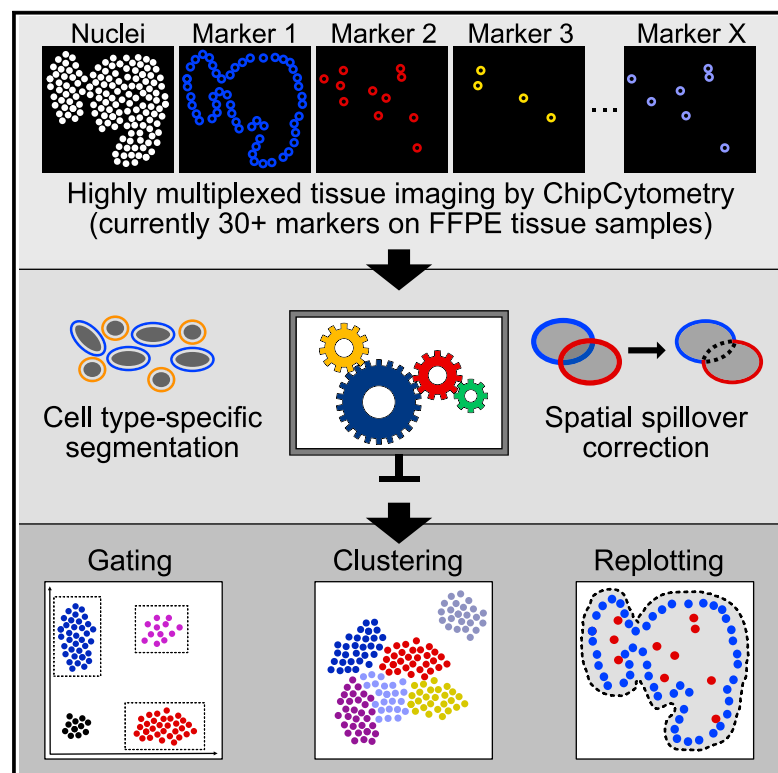 Nuclei Marker 1 Marker 2 Marker 3 Marker X
...
Highly multiplexed tissue imaging by ChipCytometry
(currently 30+ markers on FFPE tissue samples)
Cell type-specific
segmentation
Spatial spillover
correction
Gating Clustering Replotting